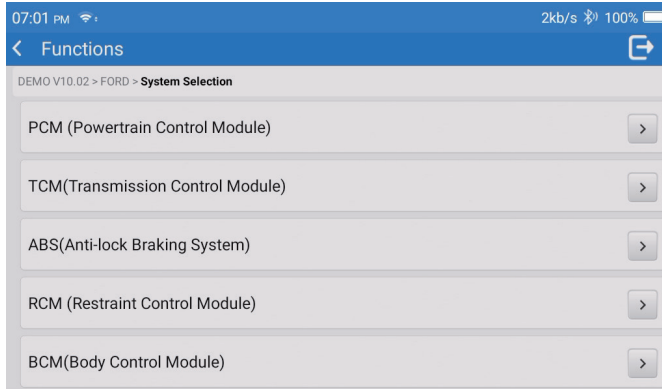 07:01 PM
2kb/s 100%
Functions
DEMO V10.02 > FORD > System Selection
PCM (Powertrain Control Module)
TCM(Transmission Control Module)
ABS(Anti-lock Braking System)
RCM (Restraint Control Module)
BCM(Body Control Module)